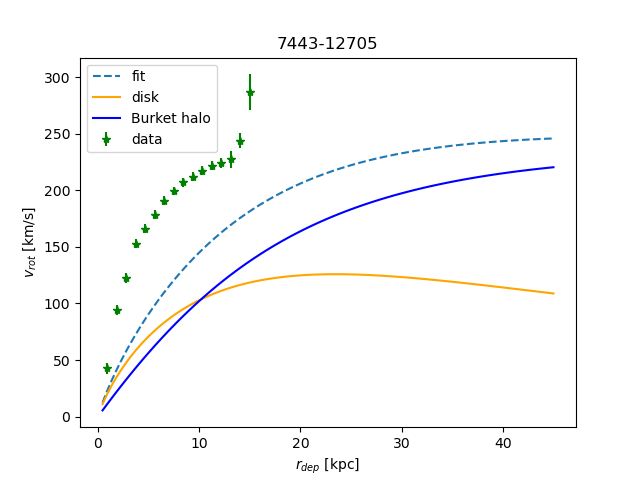 7443-12705
fit
disk
Burket halo
data
300
250
200
150
100
50
0
v_rot [km/s]
0 10 20 30 40
r_dep [kpc]